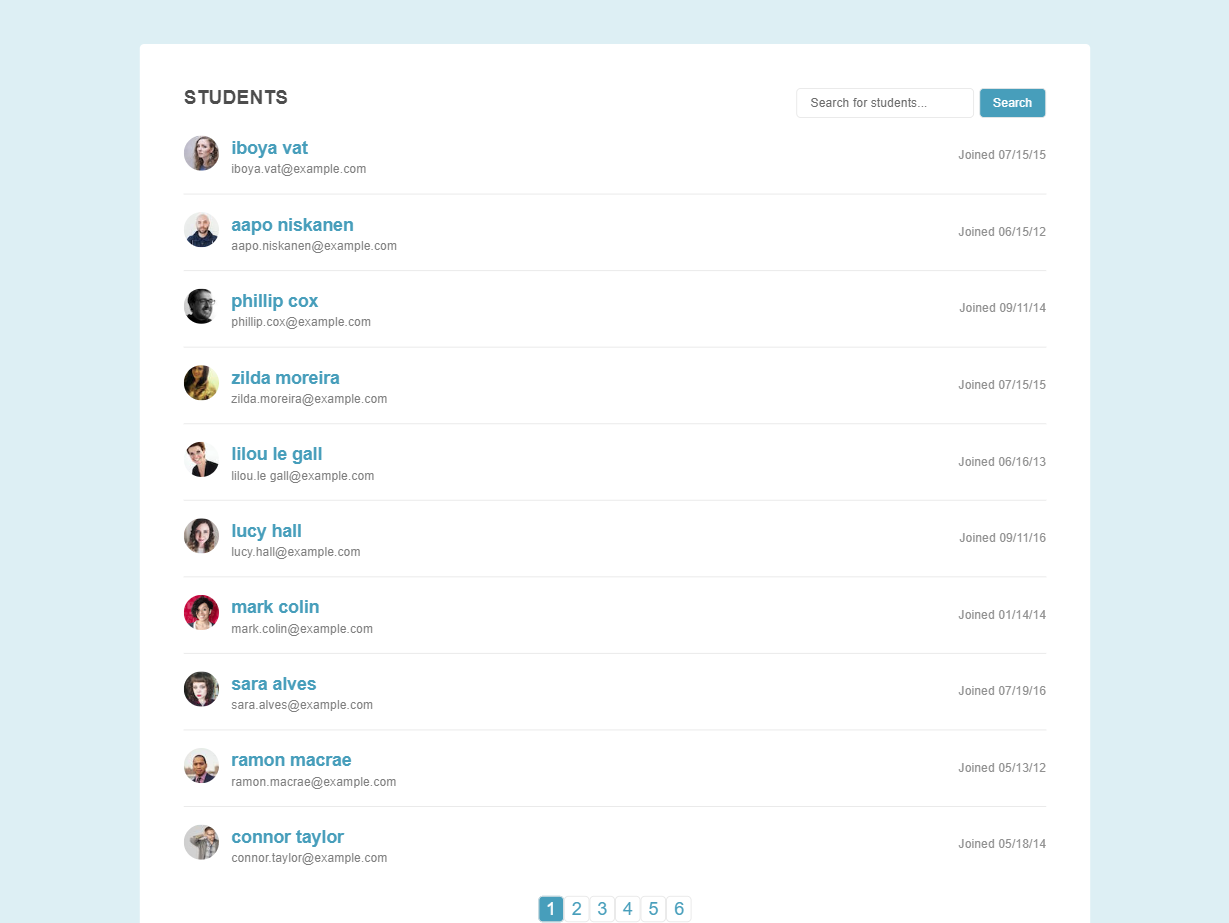 STUDENTS
Search for students...
Search
iboya vat
iboya.vat@example.com
Joined 07/15/15
aapo niskanen
aapo.niskanen@example.com
Joined 06/15/12
phillip cox
phillip.cox@example.com
Joined 09/11/14
zilda moreira
zilda.moreira@example.com
Joined 07/15/15
lilou le gall
lilou.le gall@example.com
Joined 06/16/13
lucy hall
lucy.hall@example.com
Joined 09/11/16
mark colin
mark.colin@example.com
Joined 01/14/14
sara alves
sara.alves@example.com
Joined 07/19/16
ramon macrae
ramon.macrae@example.com
Joined 05/13/12
connor taylor
connor.taylor@example.com
Joined 05/18/14
1 2 3 4 5 6